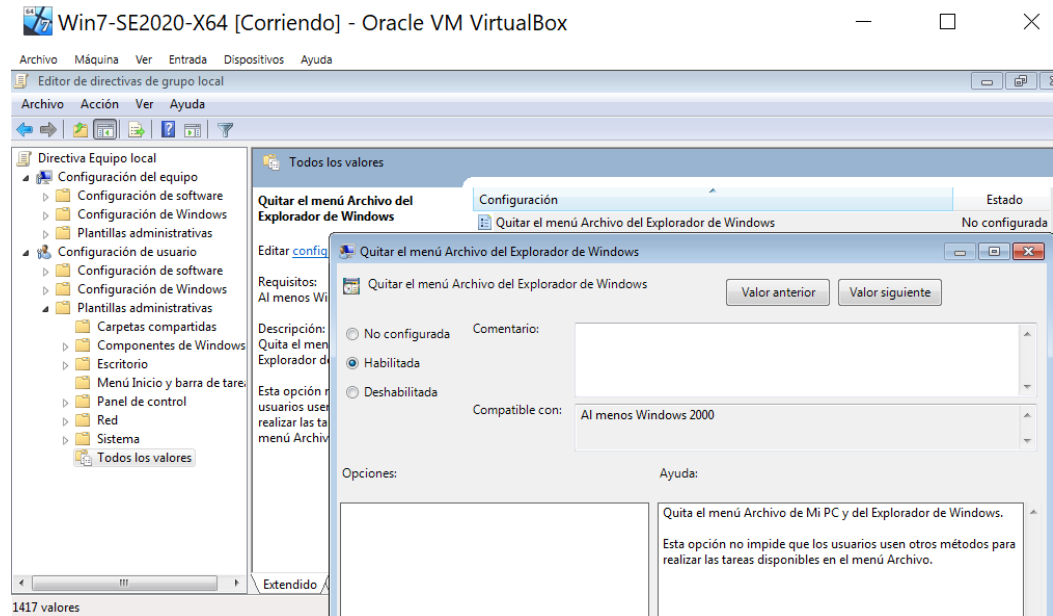 Win7-SE2020-X64 [Corriendo] - Oracle VM VirtualBox
Archivo Máquina Ver Entrada Dispositivos Ayuda
Editor de directivas de grupo local
Archivo Acción Ver Ayuda
Directiva Equipo local
Configuración del equipo
Configuración de software
Configuración de Windows
Plantillas administrativas
Configuración de usuario
Configuración de software
Configuración de Windows
Plantillas administrativas
Carpetas compartidas
Componentes de Windows
Escritorio
Menú Inicio y barra de tare
Panel de control
Red
Sistema
Todos los valores
1417 valores
Todos los valores
Quitar el menú Archivo del
Explorador de Windows
Editar config
Requisitos:
Al menos Wi
Descripción:
Quita el men
Explorador d
Esta opción
usuarios user
realizar las ta
menú Archiv
Extendido
Configuración Estado
Quitar el menú Archivo del Explorador de Windows No configurada
Quitar el menú Archivo del Explorador de Windows
Quitar el menú Archivo del Explorador de Windows
Valor anterior Valor siguiente
No configurada
Habilitada
Deshabilitada
Comentario:
Compatible con: Al menos Windows 2000
Opciones: Ayuda:
Quita el menú Archivo de Mi PC y del Explorador de Windows.
Esta opción no impide que los usuarios usen otros métodos para
realizar las tareas disponibles en el menú Archivo.